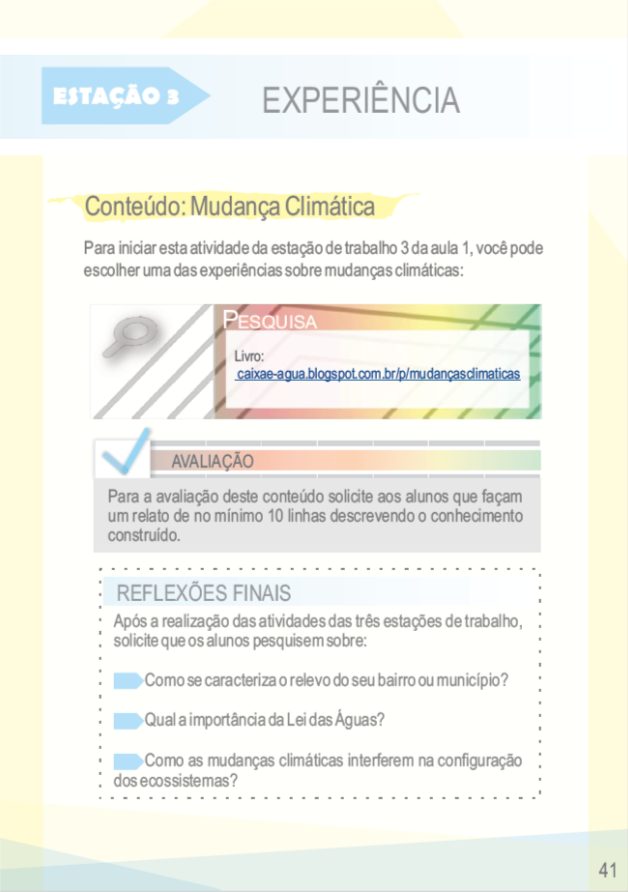 ESTAÇÃO 3
EXPERIÊNCIA
Conteúdo: Mudança Climática
Para iniciar esta atividade da estação de trabalho 3 da aula 1, você pode
escolher uma das experiências sobre mudanças climáticas:
PESQUISA
Livro:
caixae-agua.blogspot.com.br/p/mudançasclimaticas
AVALIAÇÃO
Para a avaliação deste conteúdo solicite aos alunos que façam
um relato de no mínimo 10 linhas descrevendo o conhecimento
construído.
REFLEXÕES FINAIS
Após a realização das atividades das três estações de trabalho,
solicite que os alunos pesquisem sobre:
Como se caracteriza o relevo do seu bairro ou município?
Qual a importância da Lei das Águas?
Como as mudanças climáticas interferem na configuração
dos ecossistemas?
41